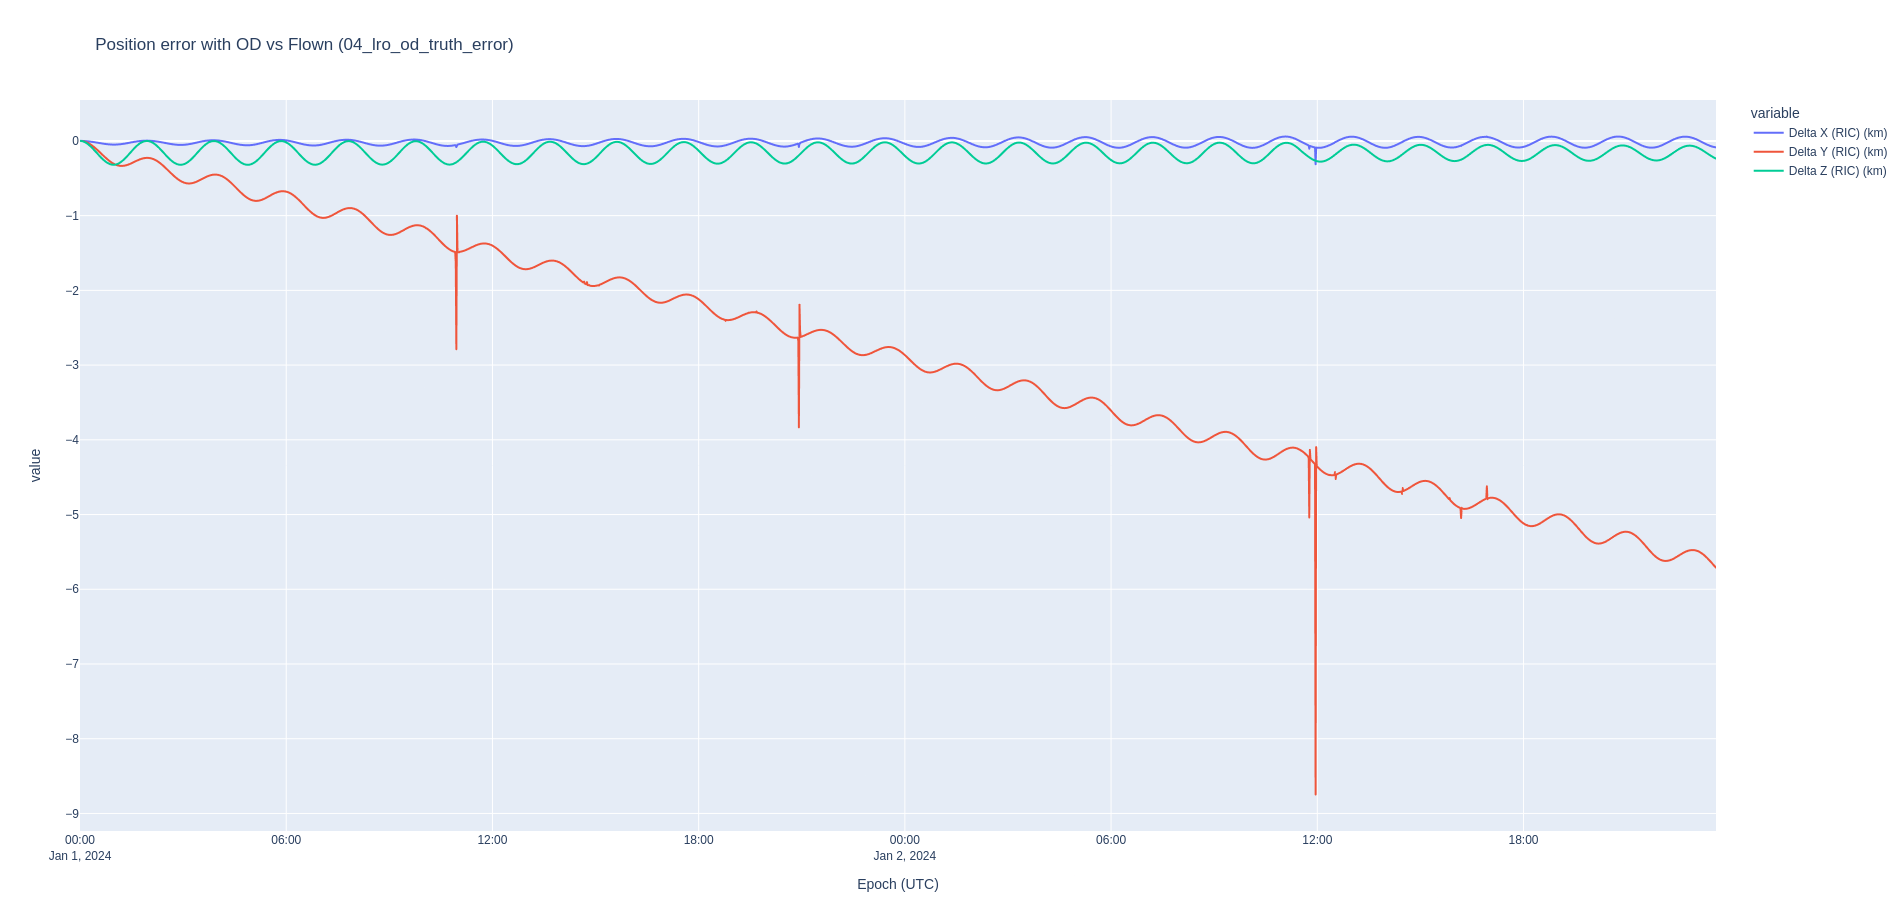 Position error with OD vs Flown (04_lro_od_truth_error)
variable
Delta X (RIC) (km)
Delta Y (RIC) (km)
Delta Z (RIC) (km)
value
0
−1
−2
−3
−4
−5
−6
−7
−8
−9
00:00
Jan 1, 2024
06:00
12:00
18:00
00:00
Jan 2, 2024
06:00
12:00
18:00
Epoch (UTC)